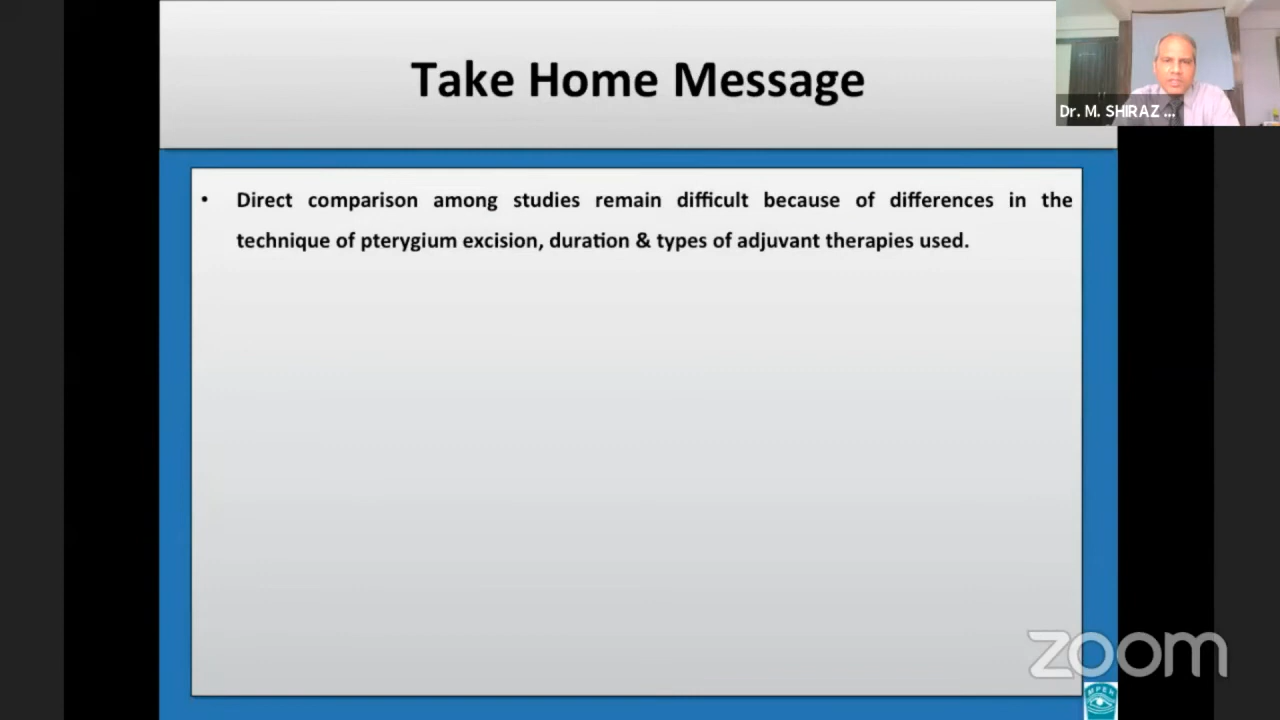 Take Home Message
Dr. M. SHIRAZ ...
• Direct comparison among studies remain difficult because of differences in the
technique of pterygium excision, duration & types of adjuvant therapies used.
zoom